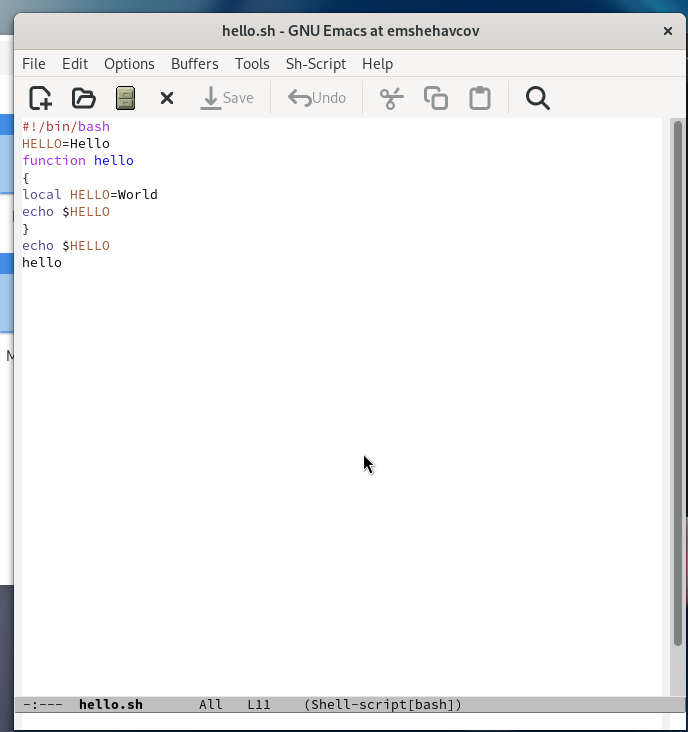 hello.sh - GNU Emacs at emshehavcov
File Edit Options Buffers Tools Sh-Script Help
Save Undo
#!/bin/bash
HELLO=Hello
function hello
{
local HELLO=World
echo $HELLO
}
echo $HELLO
hello
-:--- hello.sh All L11 (Shell-script[bash])